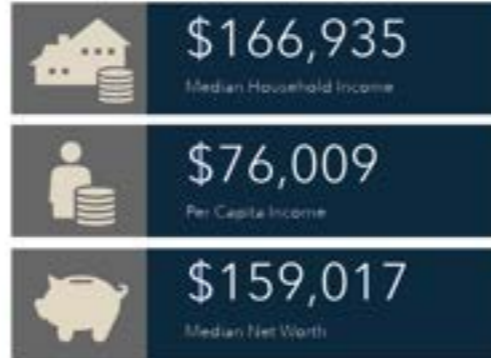 $166,935
Median Household Income
$76,009
Per Capita Income
$159,017
Median Net Worth